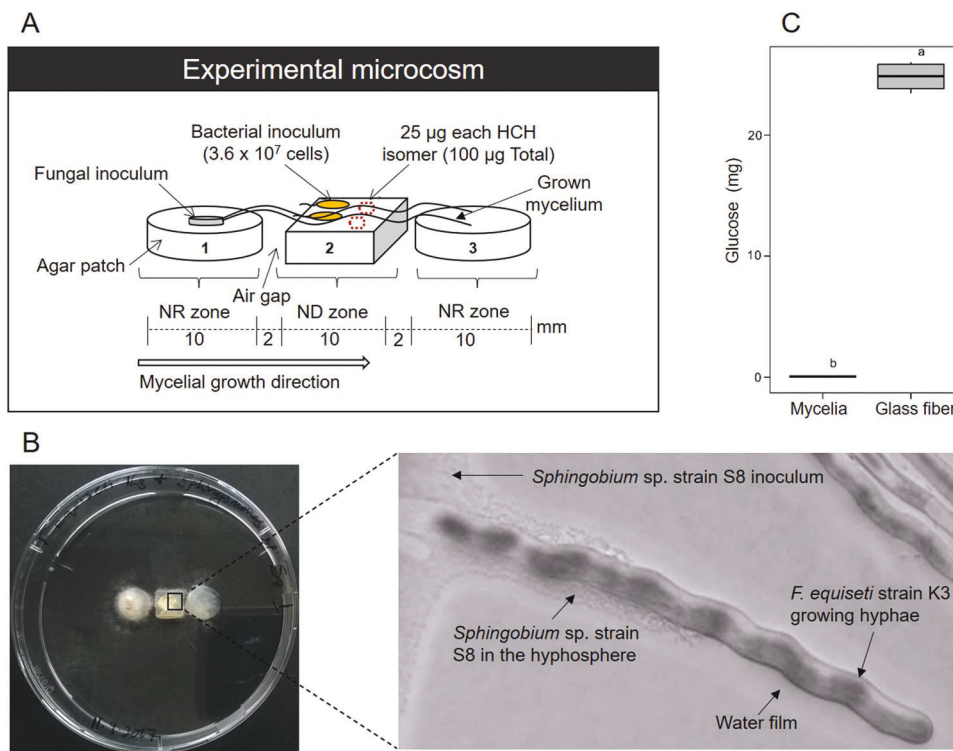 A
Experimental microcosm
Bacterial inoculum
(3.6 x 10⁷ cells)
25 µg each HCH
isomer (100 µg Total)
Fungal inoculum
Grown
mycelium
1
2
3
Agar patch
Air gap
NR zone
ND zone
NR zone
10
2
10
2
10
mm
Mycelial growth direction
C
a
20
10
0
Glucose (mg)
b
Mycelia
Glass fiber
B
Sphingobium sp. strain S8 inoculum
F. equiseti strain K3
growing hyphae
Sphingobium sp. strain
S8 in the hyphosphere
Water film